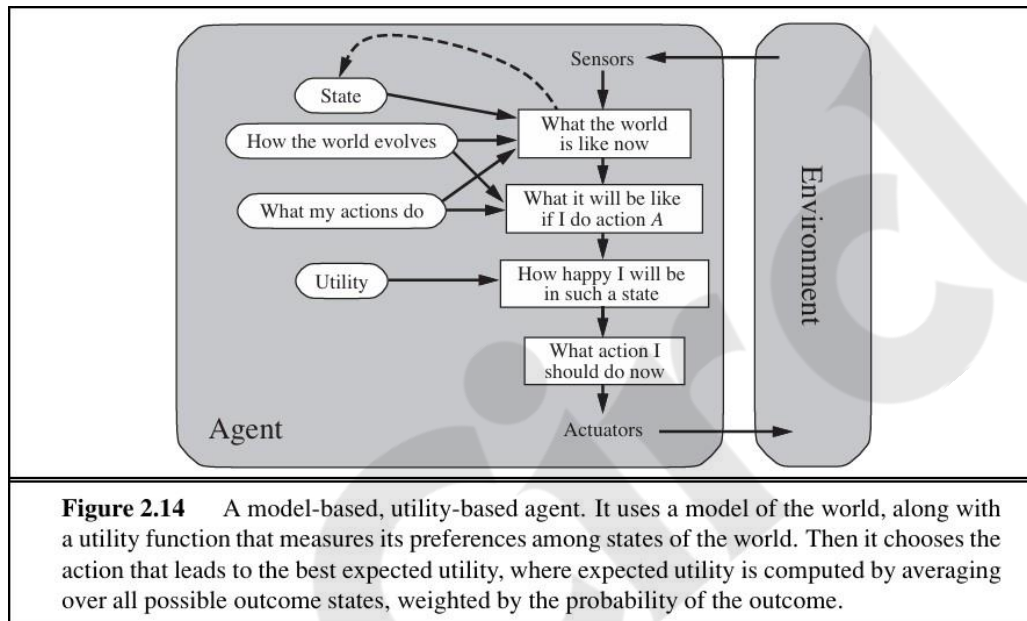 Sensors
State
What the world
is like now
How the world evolves
What it will be like
if I do action A
What my actions do
How happy I will be
in such a state
Utility
What action I
should do now
Agent
Actuators
Environment
Figure 2.14 A model-based, utility-based agent. It uses a model of the world, along with
a utility function that measures its preferences among states of the world. Then it chooses the
action that leads to the best expected utility, where expected utility is computed by averaging
over all possible outcome states, weighted by the probability of the outcome.